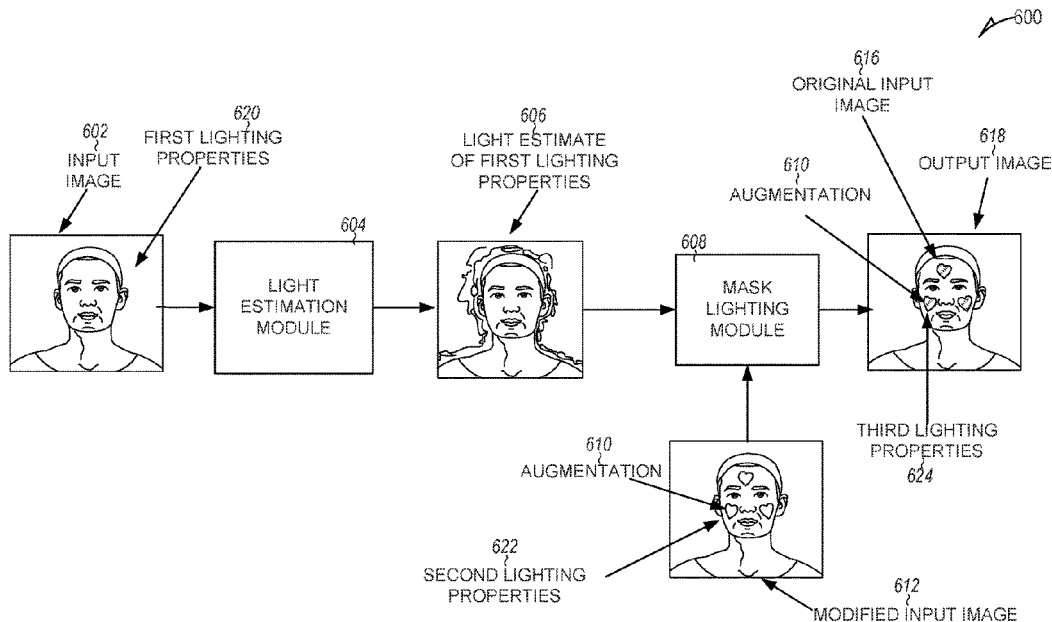 600
616
ORIGINAL INPUT
IMAGE
620
FIRST LIGHTING
PROPERTIES
602
INPUT
IMAGE
606
LIGHT ESTIMATE
OF FIRST LIGHTING
PROPERTIES
618
OUTPUT IMAGE
610
AUGMENTATION
604
LIGHT
ESTIMATION
MODULE
608
MASK
LIGHTING
MODULE
THIRD LIGHTING
PROPERTIES
624
610
AUGMENTATION
622
SECOND LIGHTING
PROPERTIES
612
MODIFIED INPUT IMAGE